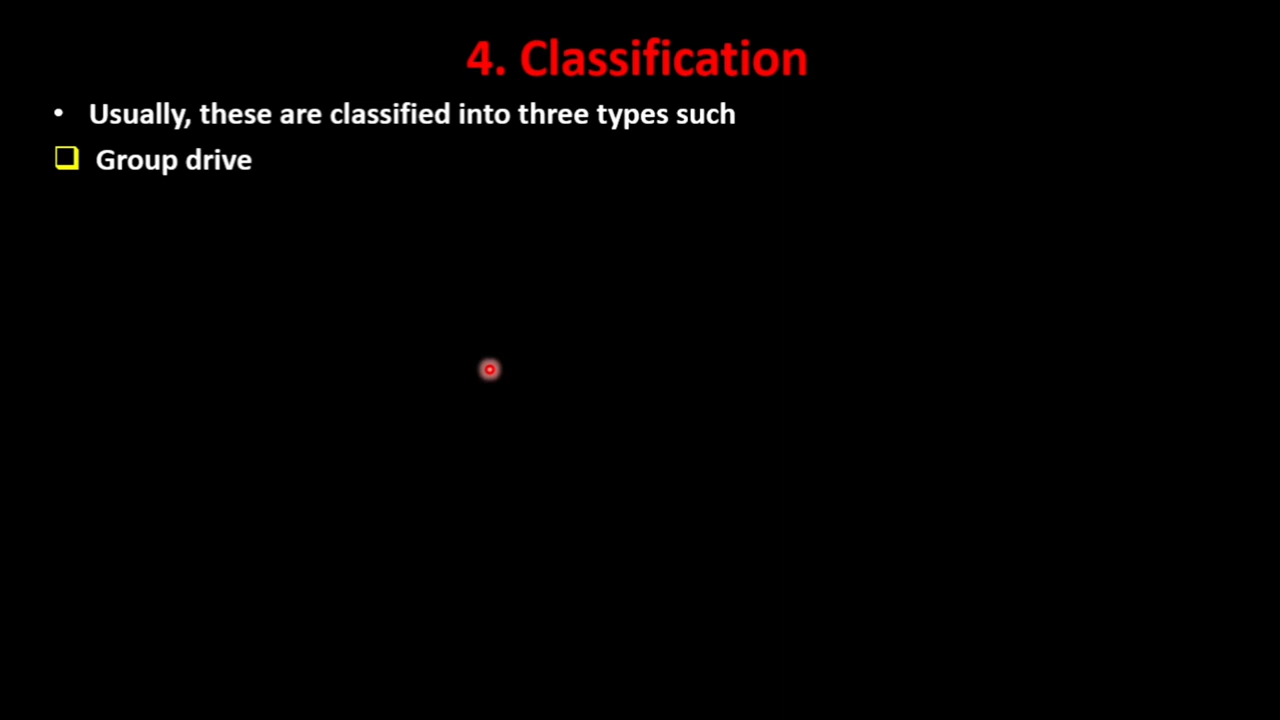 4. Classification
• Usually, these are classified into three types such
❑ Group drive